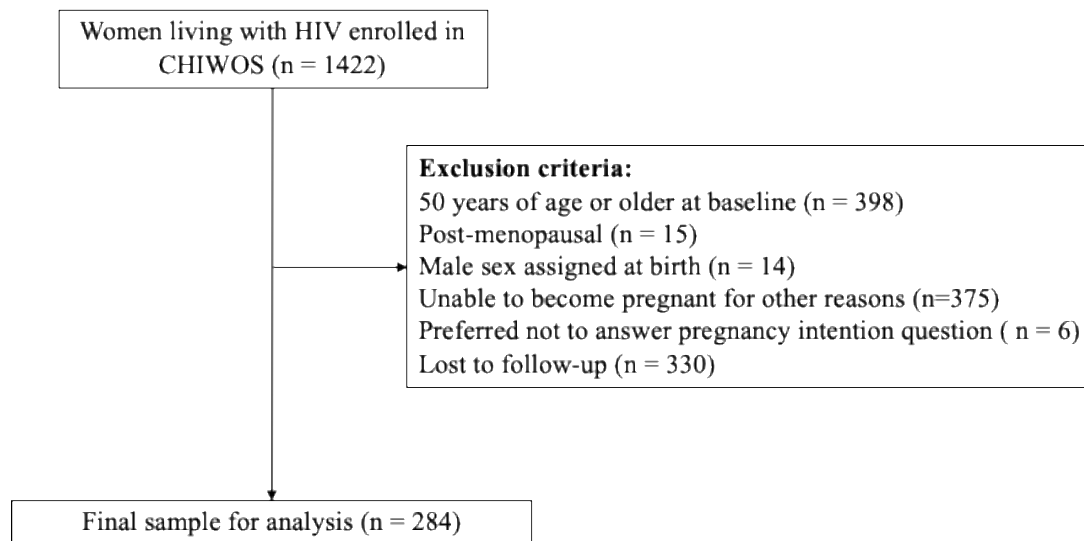 Women living with HIV enrolled in
CHIWOS (n = 1422)
Exclusion criteria:
50 years of age or older at baseline (n = 398)
Post-menopausal (n = 15)
Male sex assigned at birth (n = 14)
Unable to become pregnant for other reasons (n=375)
Preferred not to answer pregnancy intention question ( n = 6)
Lost to follow-up (n = 330)
Final sample for analysis (n = 284)